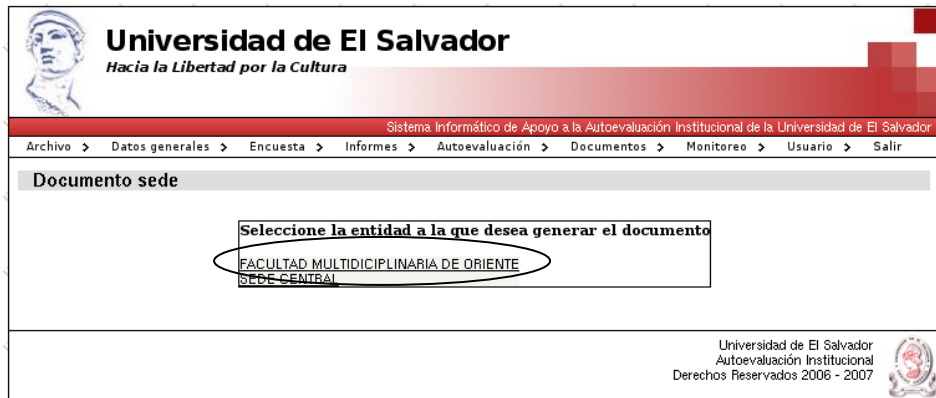 Universidad de El Salvador
Hacia la Libertad por la Cultura
Sistema Informático de Apoyo a la Autoevaluación Institucional de la Universidad de El Salvador
Archivo > Datos generales > Encuesta > Informes > Autoevaluación > Documentos > Monitoreo > Usuario > Salir
Documento sede
Seleccione la entidad a la que desea generar el documento
FACULTAD MULTIDICIPLINARIA DE ORIENTE
SEDE CENTRAL
Universidad de El Salvador
Autoevaluación Institucional
Derechos Reservados 2006 - 2007